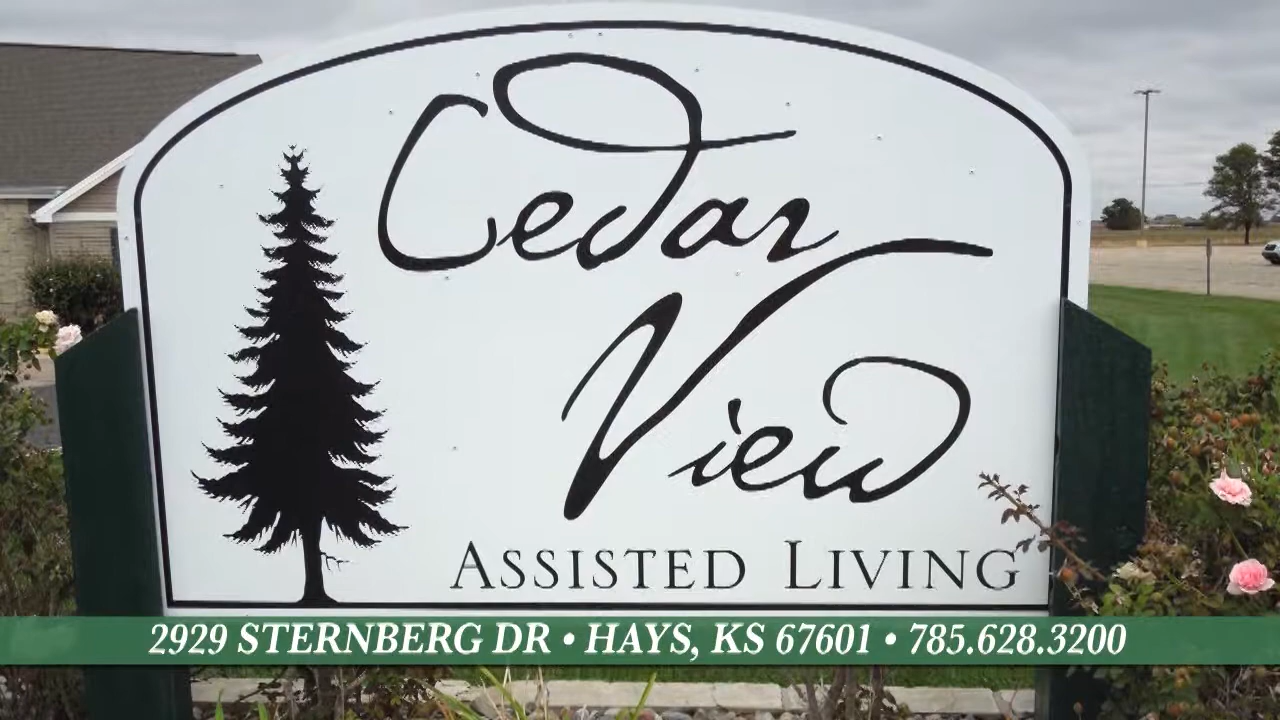 Cedar
View
ASSISTED LIVING
2929 STERNBERG DR • HAYS, KS 67601 • 785.628.3200